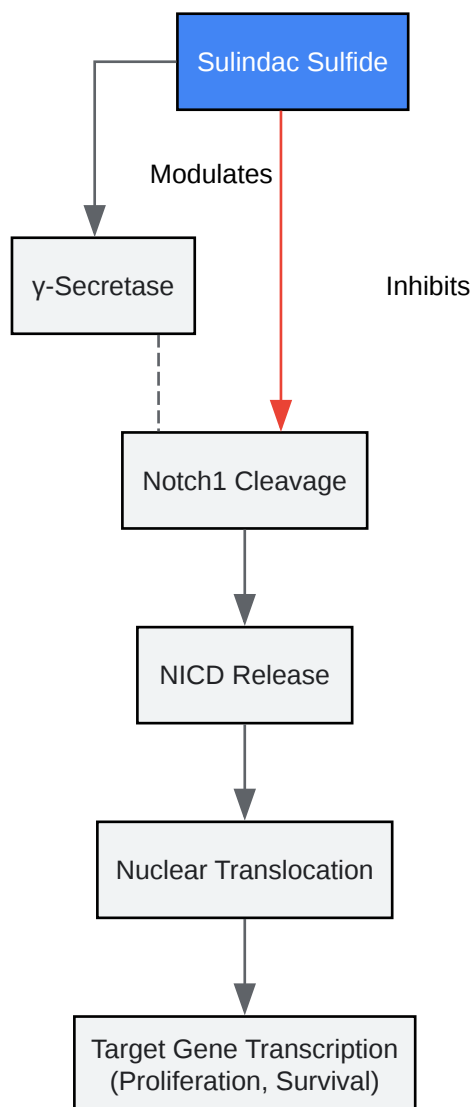 Sulindac Sulfide
Modulates
γ-Secretase
Inhibits
Notch1 Cleavage
NICD Release
Nuclear Translocation
Target Gene Transcription
(Proliferation, Survival)